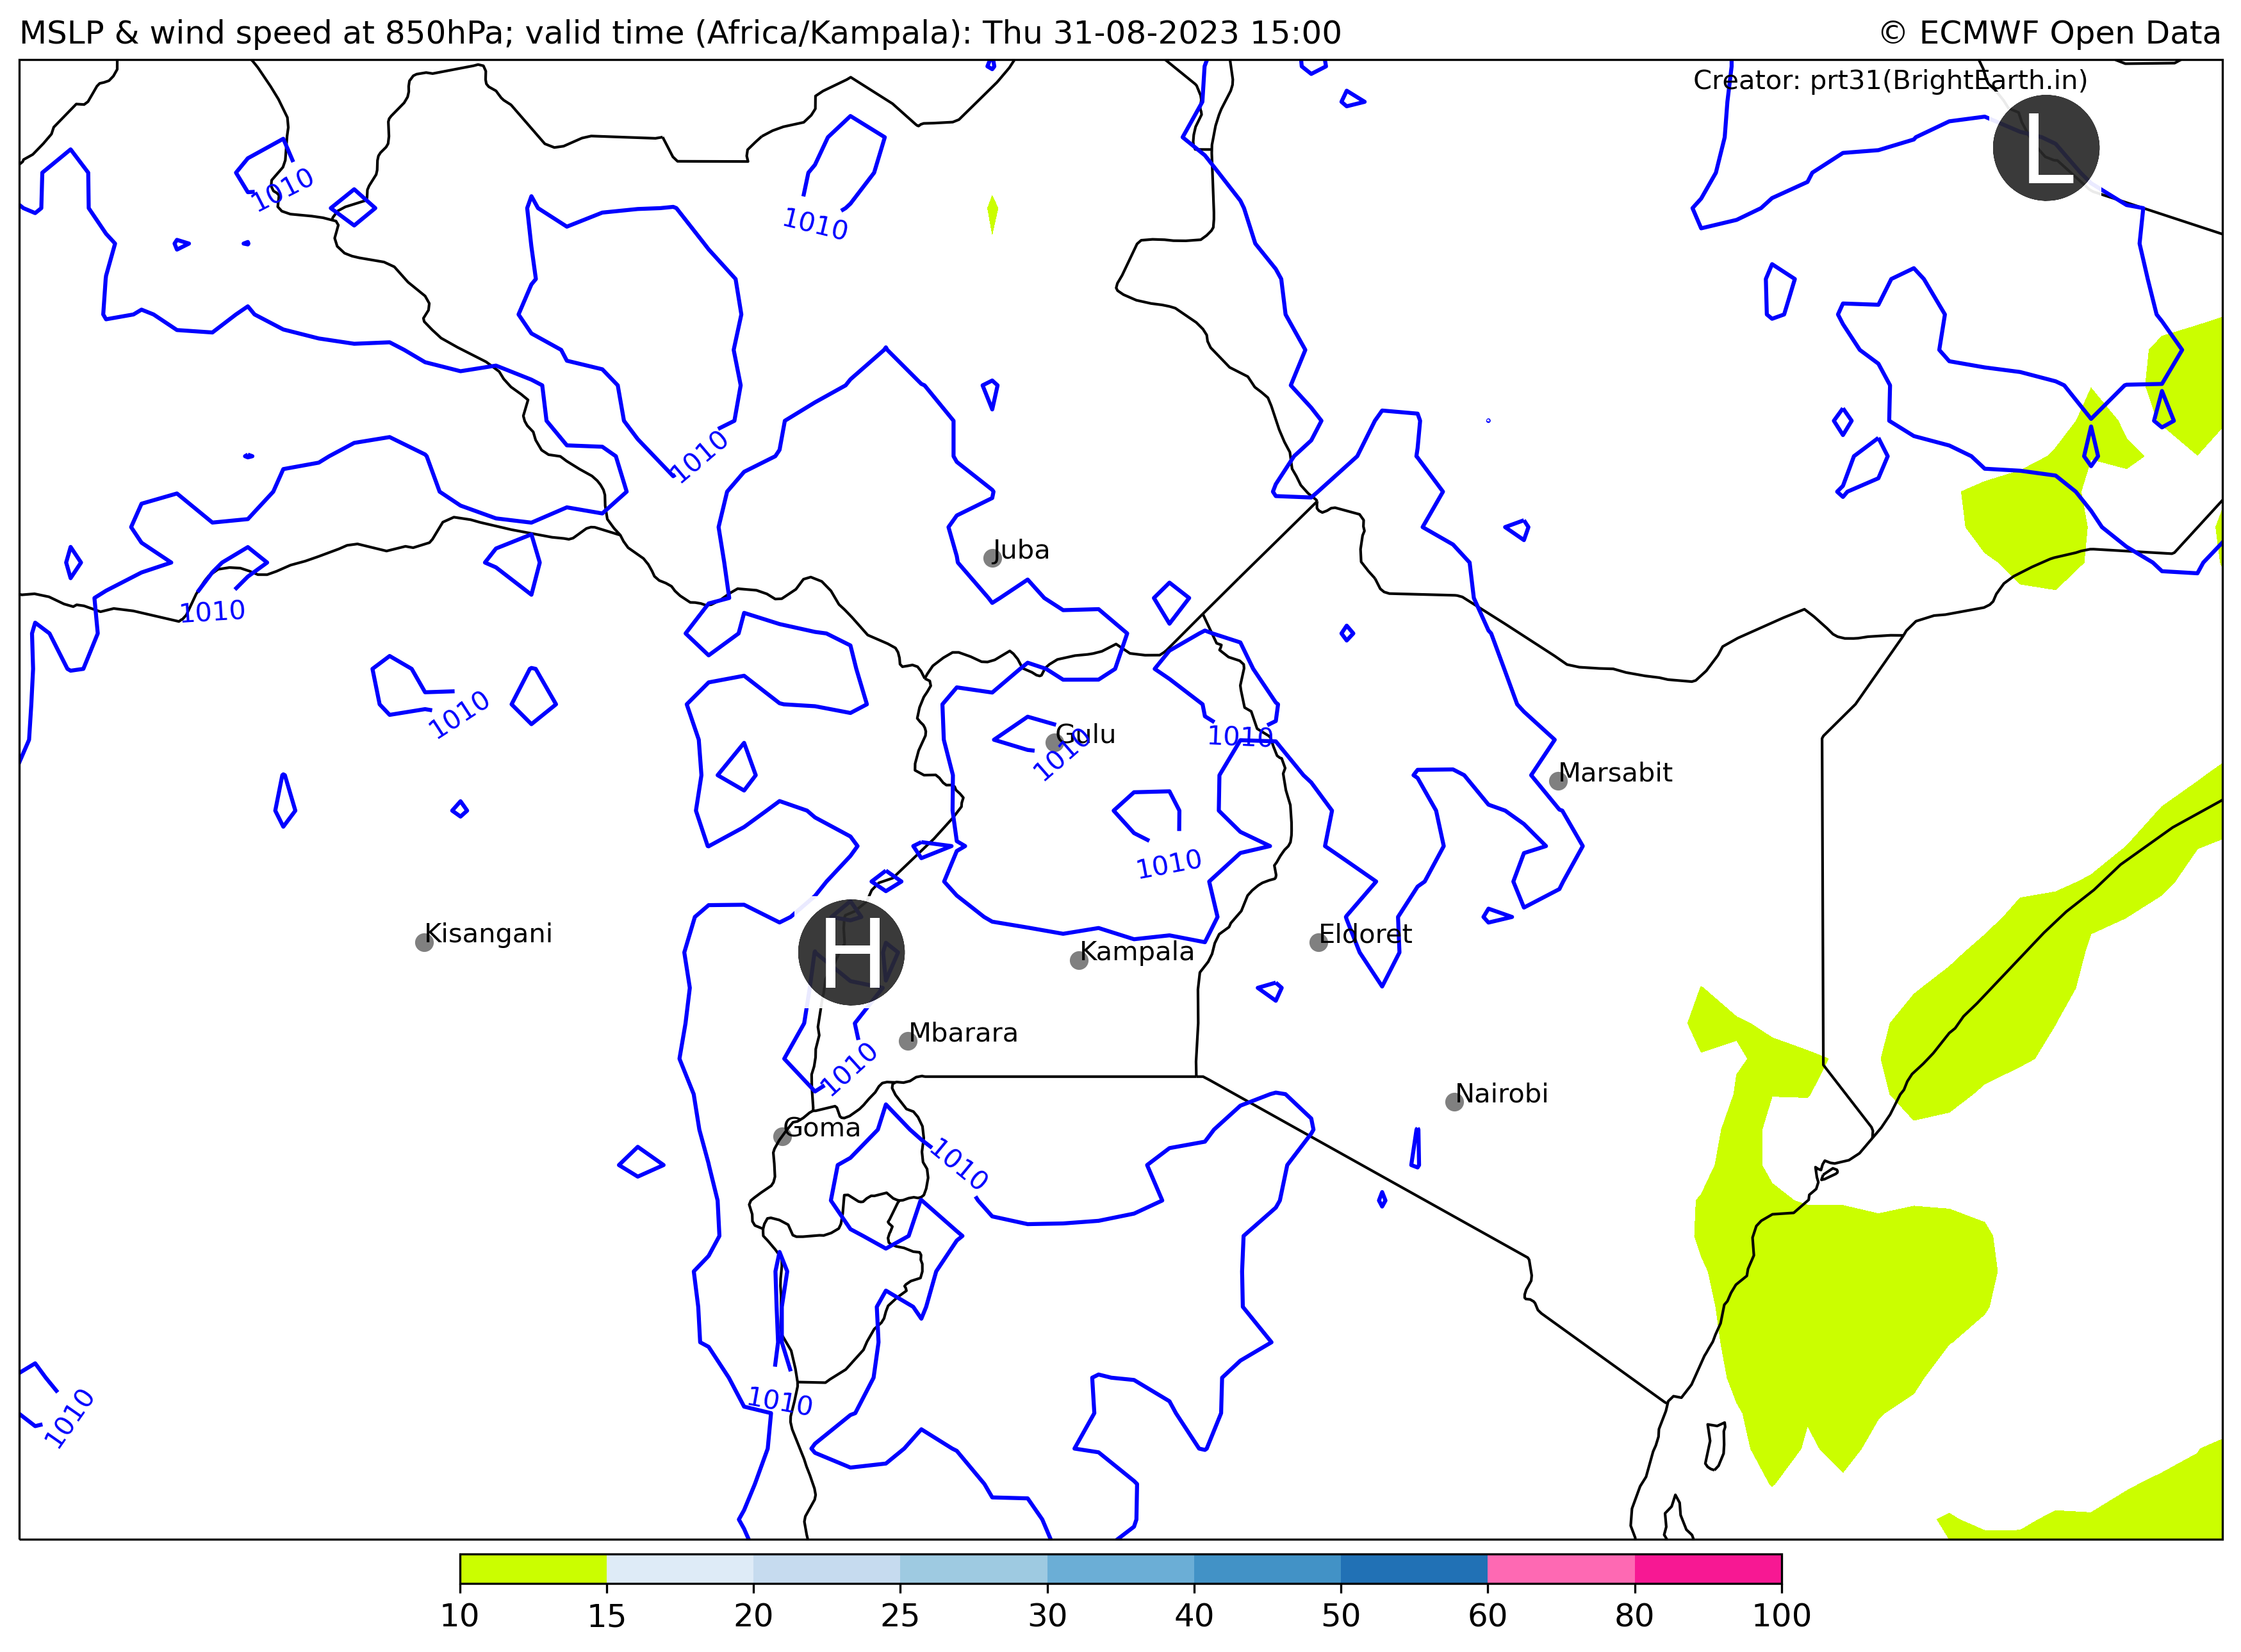 MSLP & wind speed at 850hPa; valid time (Africa/Kampala): Thu 31-08-2023 15:00
© ECMWF Open Data
Creator: prt31(BrightEarth.in)
L
1010
1010
1010
Juba
1010
1010
Gulu
1010
1010
Marsabit
1010
Kisangani
Eldoret
H
Kampala
Mbarara
1010
Nairobi
Goma
1010
1010
1010
10 15 20 25 30 40 50 60 80 100